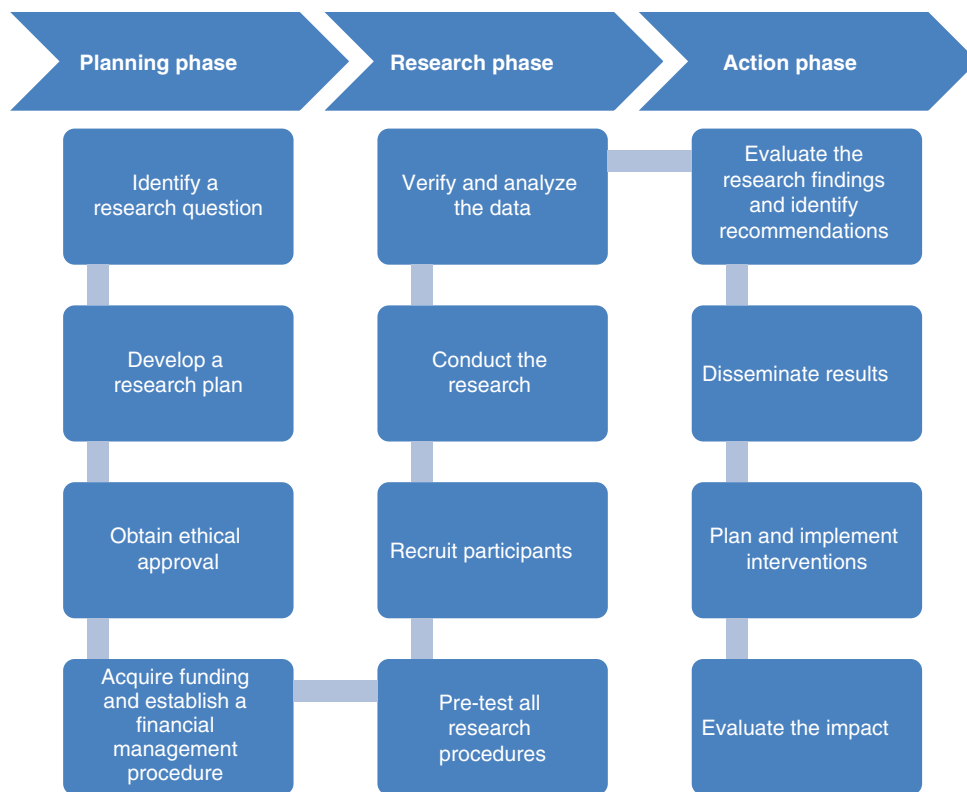 Planning phase
Research phase
Action phase
Identify a
research question
Develop a
research plan
Obtain ethical
approval
Acquire funding
and establish a
financial
management
procedure
Pre-test all
research
procedures
Recruit participants
Conduct the
research
Verify and analyze
the data
Evaluate the
research findings
and identify
recommendations
Disseminate results
Plan and implement
interventions
Evaluate the impact